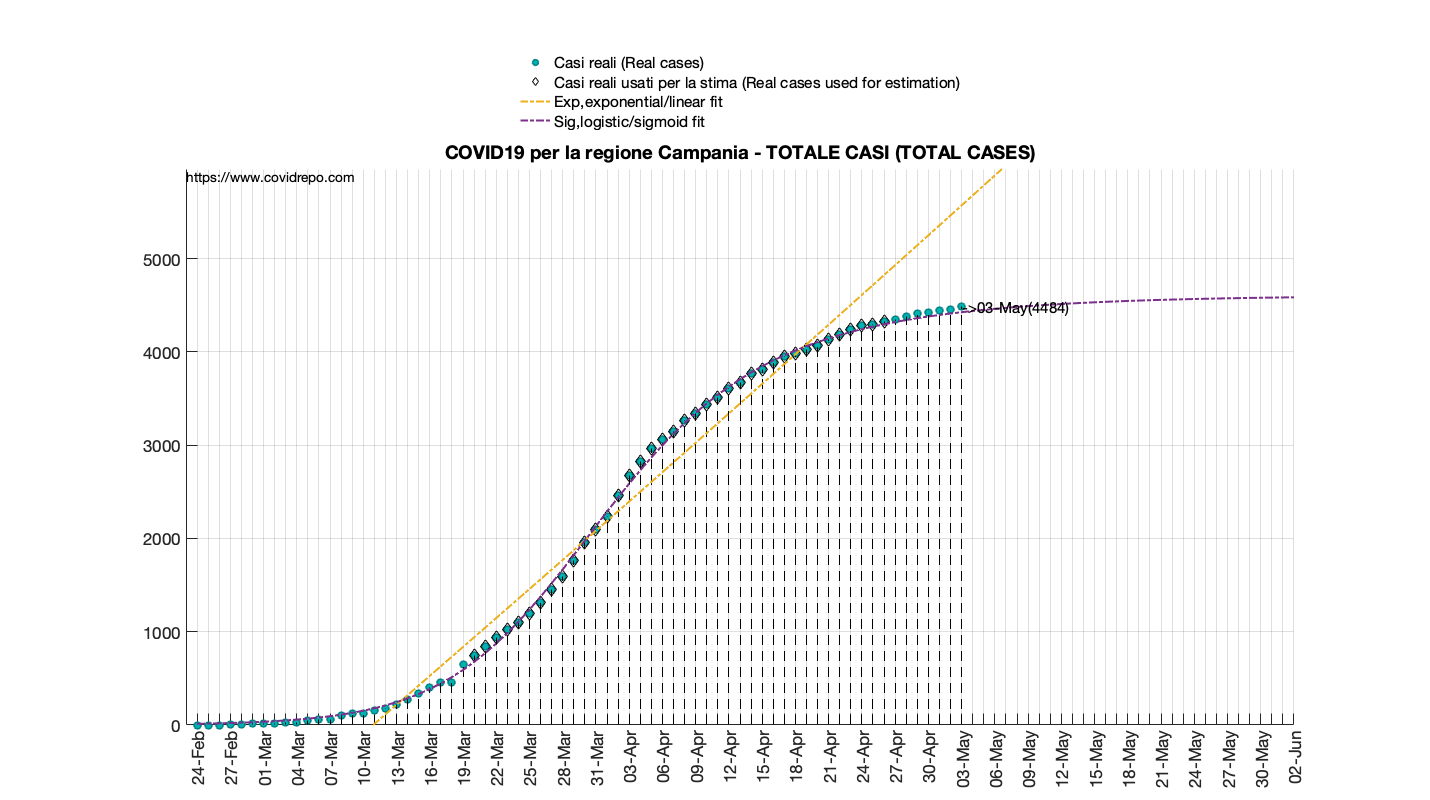 Casi reali (Real cases)
Casi reali usati per la stima (Real cases used for estimation)
Exp,exponential/linear fit
Sig,logistic/sigmoid fit
COVID19 per la regione Campania - TOTALE CASI (TOTAL CASES)
https://www.covidrepo.com
5000
4000
3000
2000
1000
0
->03-May(4484)
24-Feb
27-Feb
01-Mar
04-Mar
07-Mar
10-Mar
13-Mar
16-Mar
19-Mar
22-Mar
25-Mar
28-Mar
31-Mar
03-Apr
06-Apr
09-Apr
12-Apr
15-Apr
18-Apr
21-Apr
24-Apr
27-Apr
30-Apr
03-May
06-May
09-May
12-May
15-May
18-May
21-May
24-May
27-May
30-May
02-Jun